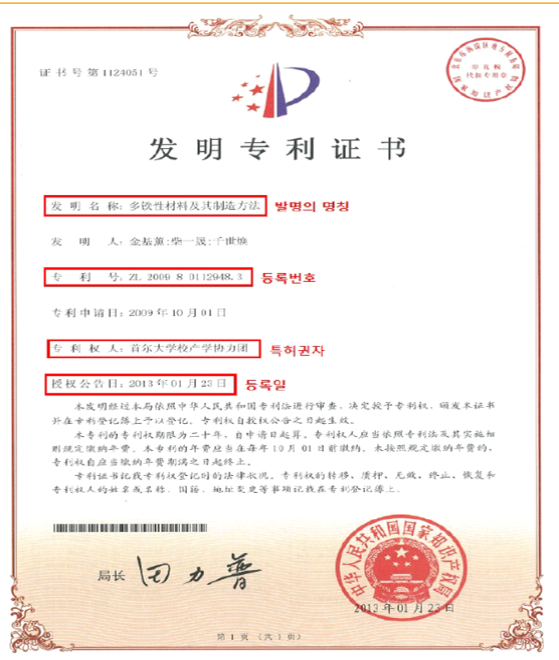 证书号第1124051号
发明专利证书
发 明 名 称：多铁性材料及其制造方法 발명의 명칭
发 明 人：金基薰;柴一晟;千世焕
专 利 号：ZL 2009 8 0112948.3 등록번호
专利申请日：2009年10月01日
专 利 权 人：首尔大学校产学协力团 특허권자
授权公告日：2013年01月23日 등록일
本发明经过本局依照中华人民共和国专利法进行审查，决定授予专利权，颁发本证书
并在专利登记簿上予以登记。专利权自授权公告之日起生效。
本专利的专利权期限为二十年，自申请日起算。专利权人应当依照专利法及其实施细
则规定缴纳年费。本专利的年费应当在每年10月01日前缴纳。未按照规定缴纳年费的，
专利权自应当缴纳年费期满之日起终止。
专利证书记载专利权登记时的法律状况。专利权的转移、质押、无效、终止、恢复和
专利权人的姓名或名称、国籍、地址变更等事项记载在专利登记簿上。
局长 田力普
中华人民共和国国家知识产权局
2013年01月23日
第1页（共1页）